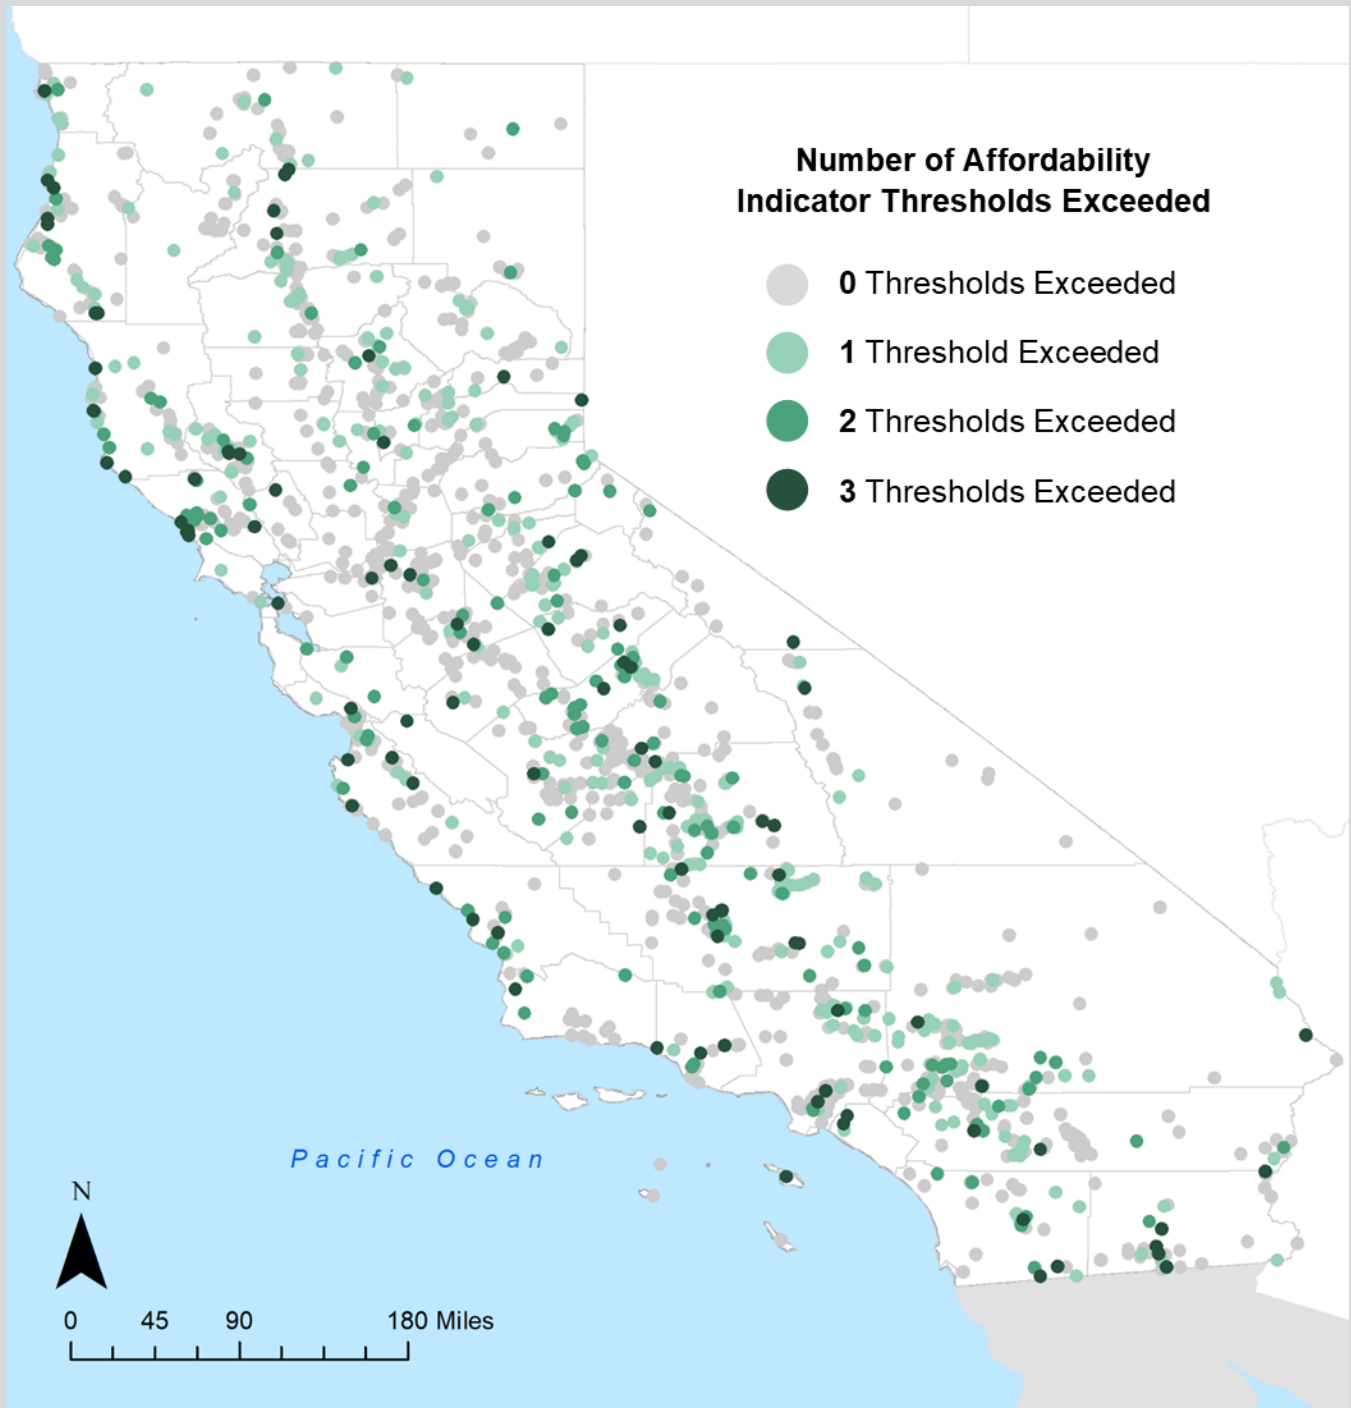 Number of Affordability
Indicator Thresholds Exceeded
0 Thresholds Exceeded
1 Threshold Exceeded
2 Thresholds Exceeded
3 Thresholds Exceeded
Pacific Ocean
N
0 45 90 180 Miles